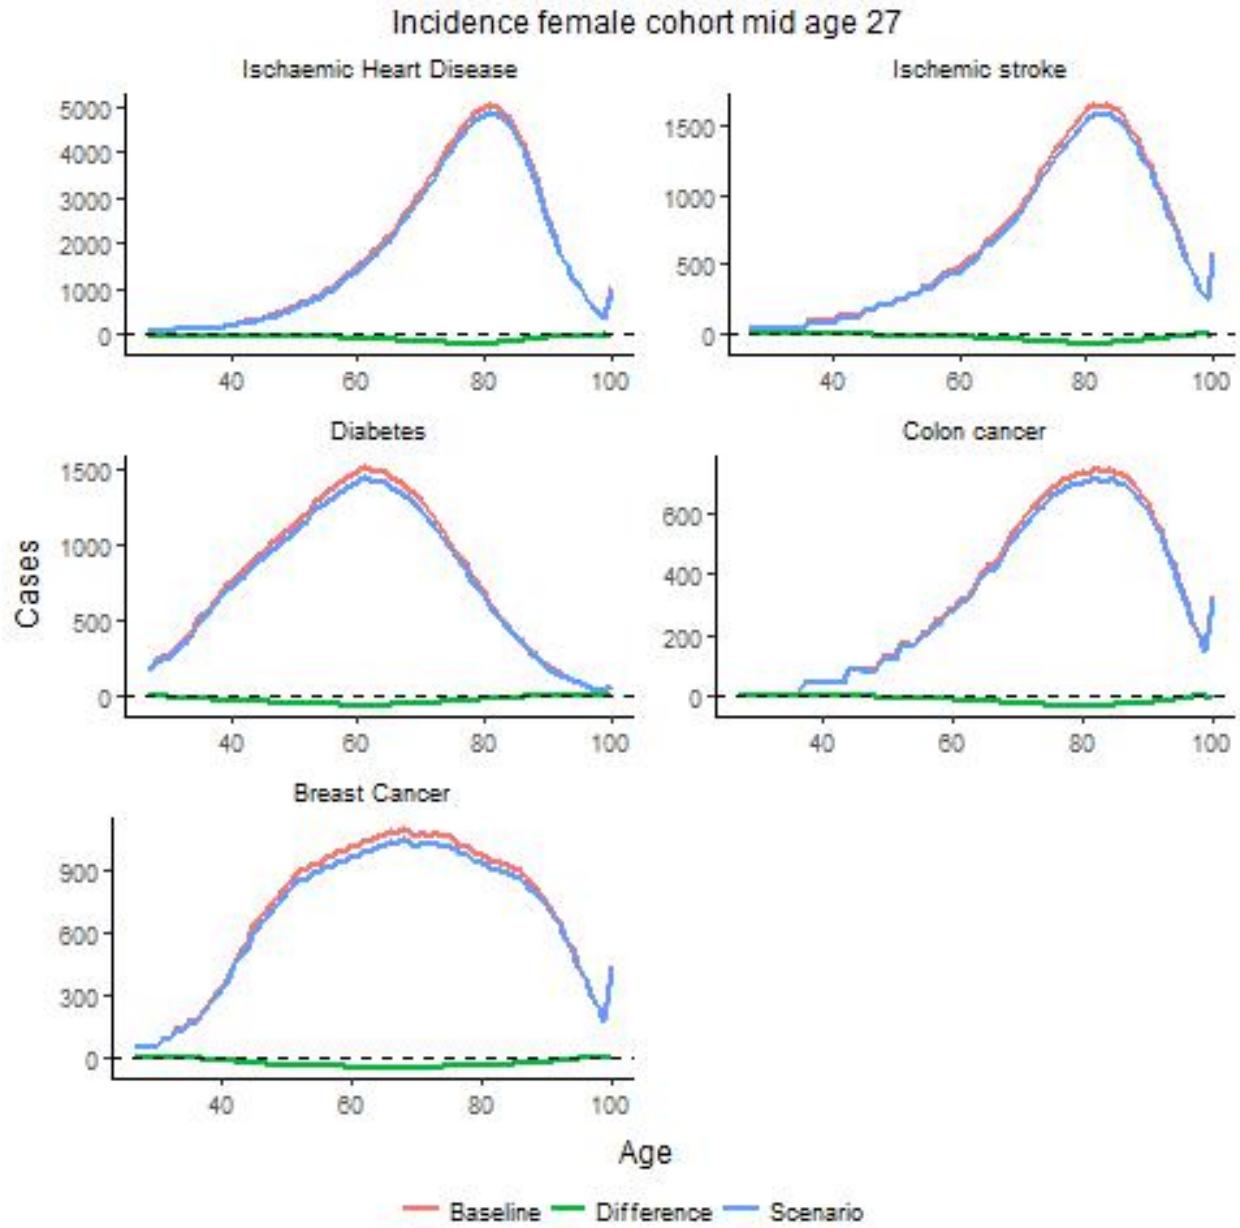 Incidence female cohort mid age 27
Ischaemic Heart Disease
Ischemic stroke
5000
4000
3000
2000
1000
0
40 60 80 100
1500
1000
500
0
40 60 80 100
Diabetes
Colon cancer
1500
1000
500
0
40 60 80 100
600
400
200
0
40 60 80 100
Cases
Breast Cancer
900
600
300
0
40 60 80 100
Age
Baseline Difference Scenario